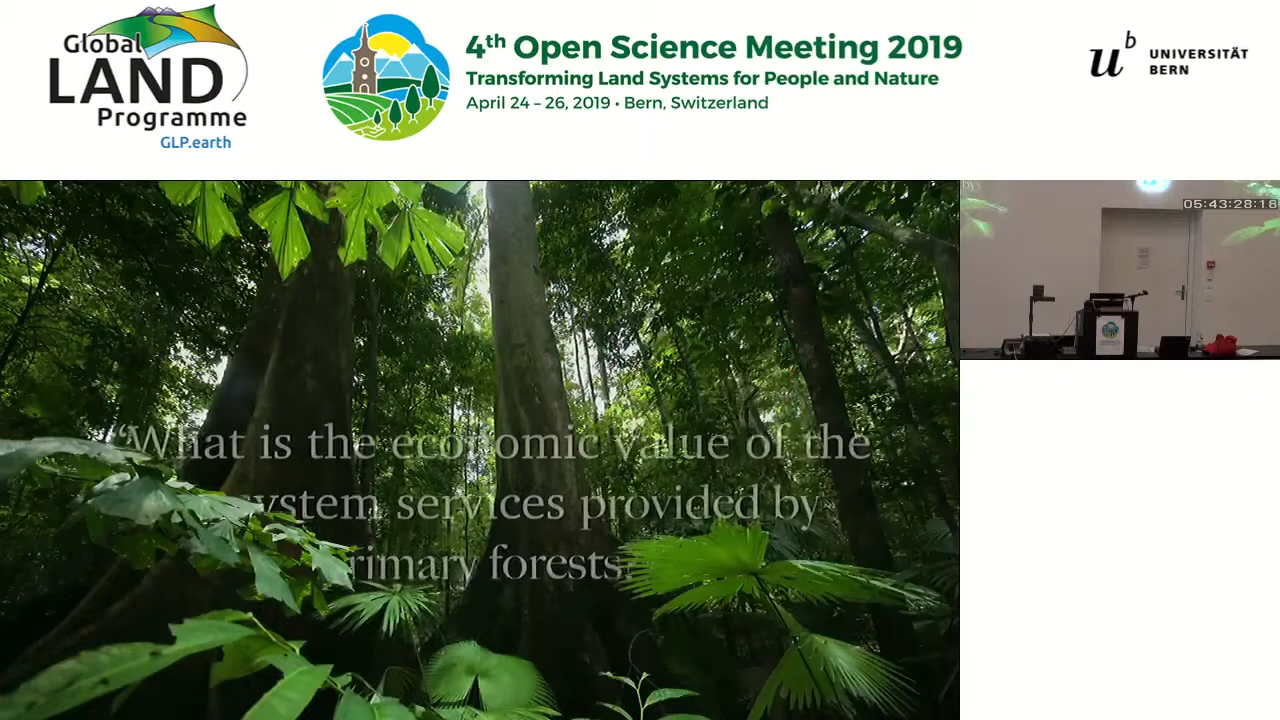 Global
LAND
Programme
GLP.earth
4th Open Science Meeting 2019
Transforming Land Systems for People and Nature
April 24 – 26, 2019 • Bern, Switzerland
u b
UNIVERSITÄT
BERN
05:43:28:18
“What is the economic value of the
ystem services provided by
rimary forests